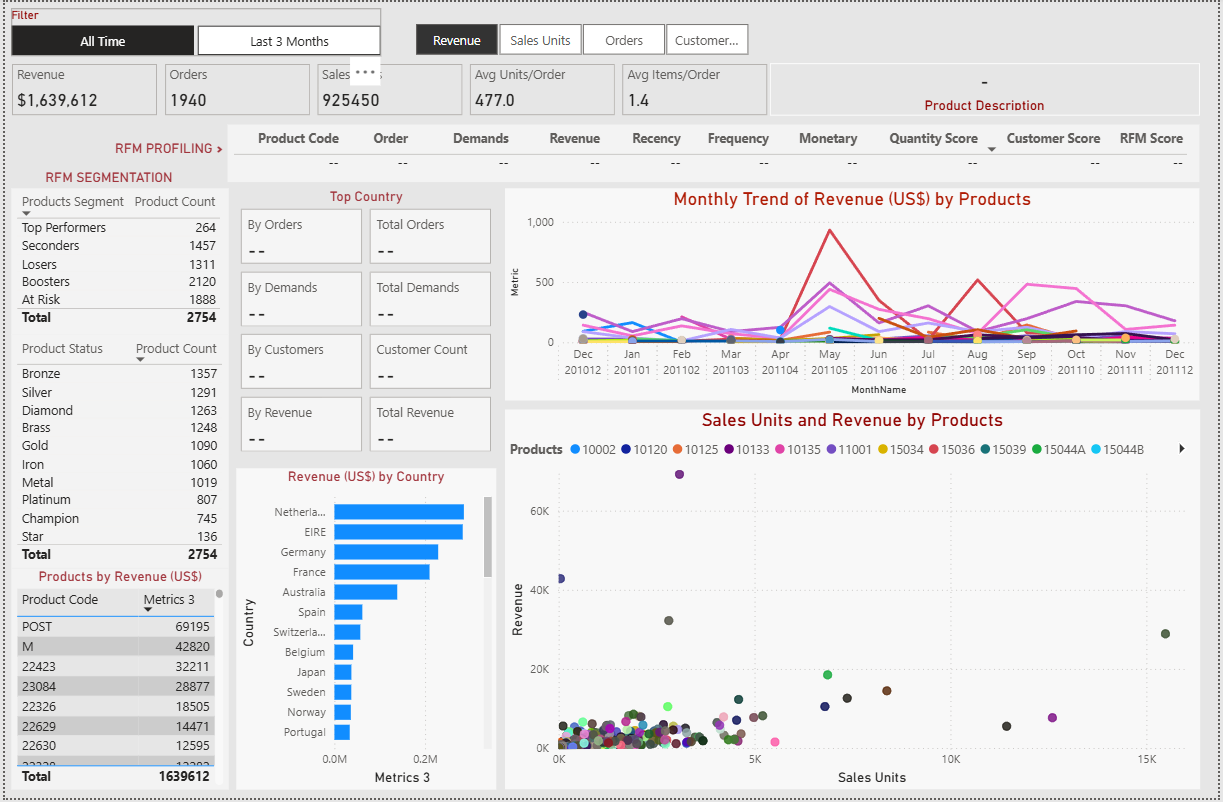 Filter
All Time
Last 3 Months
Revenue
Sales Units
Orders
Customer...
Revenue
$1,639,612
Orders
1940
Sales
925450
Avg Units/Order
477.0
Avg Items/Order
1.4
-
Product Description
RFM PROFILING >
Product Code Order Demands Revenue Recency Frequency Monetary Quantity Score Customer Score RFM Score
-- -- -- -- -- -- -- -- -- --
RFM SEGMENTATION
Products Segment Product Count
Top Performers 264
Seconders 1457
Losers 1311
Boosters 2120
At Risk 1888
Total 2754
Product Status Product Count
Bronze 1357
Silver 1291
Diamond 1263
Brass 1248
Gold 1090
Iron 1060
Metal 1019
Platinum 807
Champion 745
Star 136
Total 2754
Products by Revenue (US$)
Product Code Metrics 3
POST 69195
M 42820
22423 32211
23084 28877
22326 18505
22629 14471
22630 12595
Total 1639612
Top Country
By Orders
--
Total Orders
--
By Demands
--
Total Demands
--
By Customers
--
Customer Count
--
By Revenue
--
Total Revenue
--
Revenue (US$) by Country
Country
Netherla...
EIRE
Germany
France
Australia
Spain
Switzerla...
Belgium
Japan
Sweden
Norway
Portugal
0.0M 0.2M
Metrics 3
Monthly Trend of Revenue (US$) by Products
Metric
1,000
500
0
Dec Jan Feb Mar Apr May Jun Jul Aug Sep Oct Nov Dec
201012 201101 201102 201103 201104 201105 201106 201107 201108 201109 201110 201111 201112
MonthName
Sales Units and Revenue by Products
Products 10002 10120 10125 10133 10135 11001 15034 15036 15039 15044A 15044B
Revenue
60K
40K
20K
0K
0K 5K 10K 15K
Sales Units